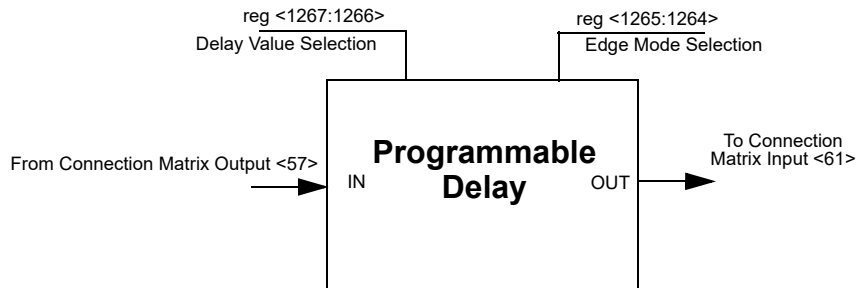 reg <1267:1266>
Delay Value Selection
reg <1265:1264>
Edge Mode Selection
From Connection Matrix Output <57>
IN
Programmable
Delay
OUT
To Connection
Matrix Input <61>